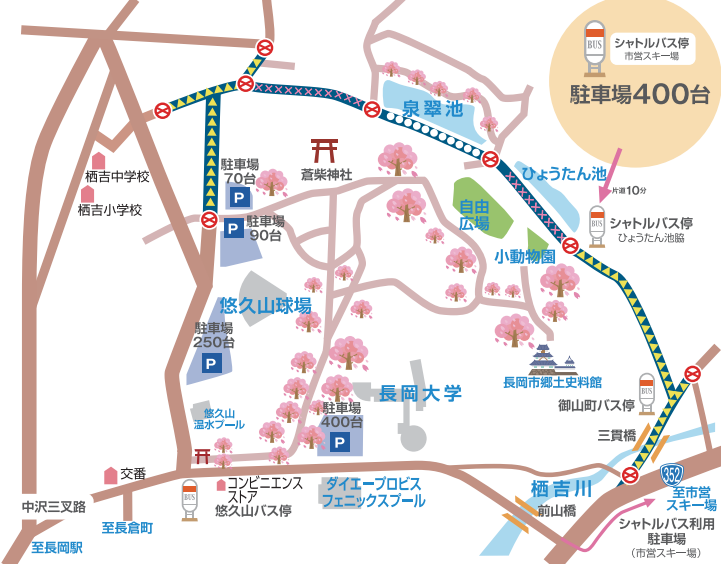 BUS
シャトルバス停
市営スキー場
駐車場400台
泉翠池
片道10分
ひょうたん池
BUS
シャトルバス停
ひょうたん池脇
栖吉中学校
栖吉小学校
駐車場
70台
P
蒼柴神社
自由
広場
P
駐車場
90台
小動物園
悠久山球場
駐車場
250台
P
長岡市郷土史料館
長岡大学
BUS
御山町バス停
悠久山
温水プール
駐車場
400台
P
三貫橋
交番
コンビニエンス
ストア
BUS
悠久山バス停
ダイエープロビス
フェニックスプール
栖吉川
前山橋
352
至市営
スキー場
中沢三叉路
至長倉町
至長岡駅
シャトルバス利用
駐車場
(市営スキー場)